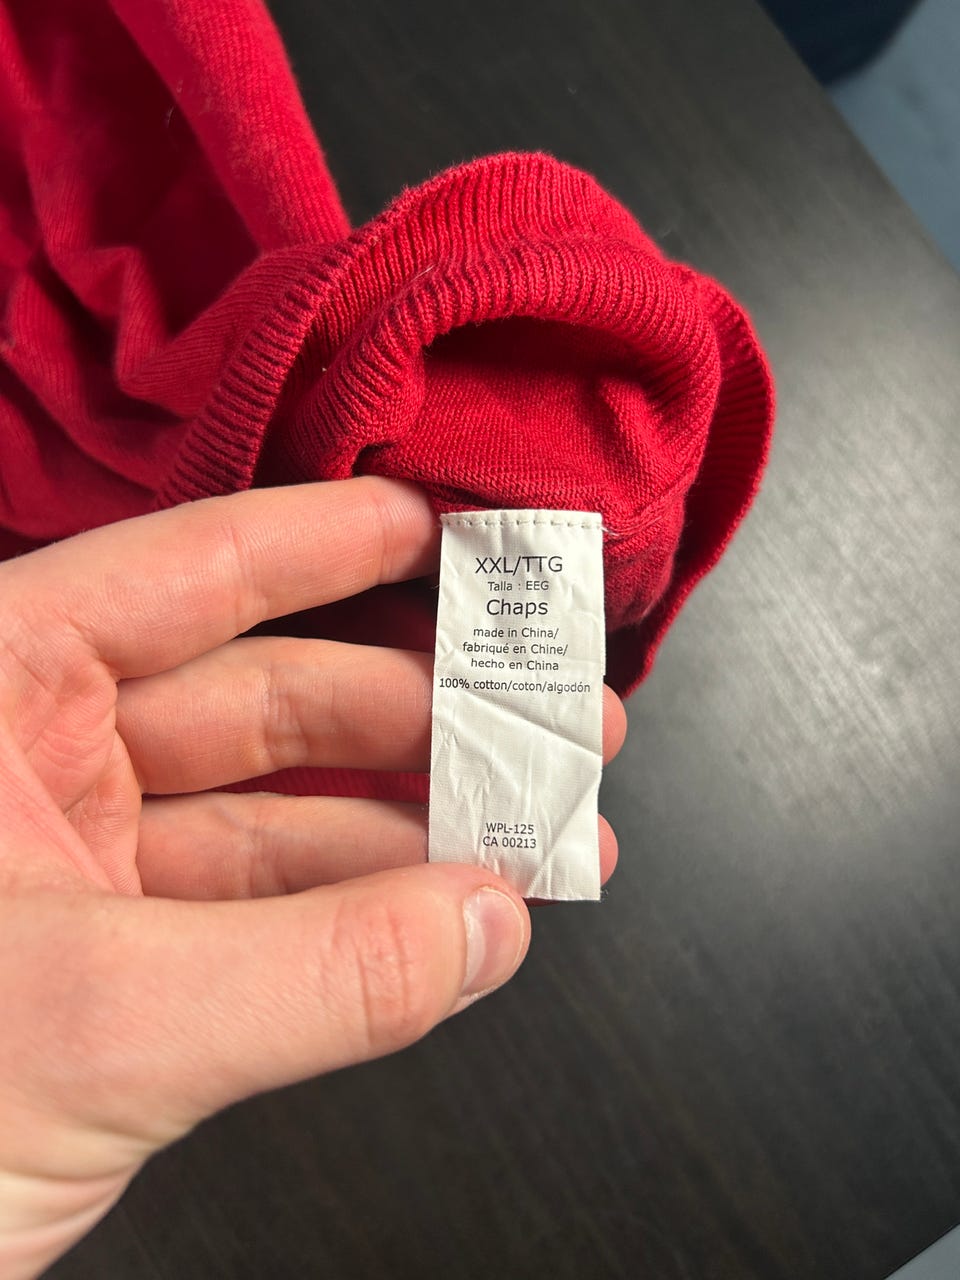 XXL/TTG
Talla : EEG
Chaps
made in China/
fabriqué en Chine/
hecho en China
100% cotton/coton/algodón
WPL-125
CA 00213